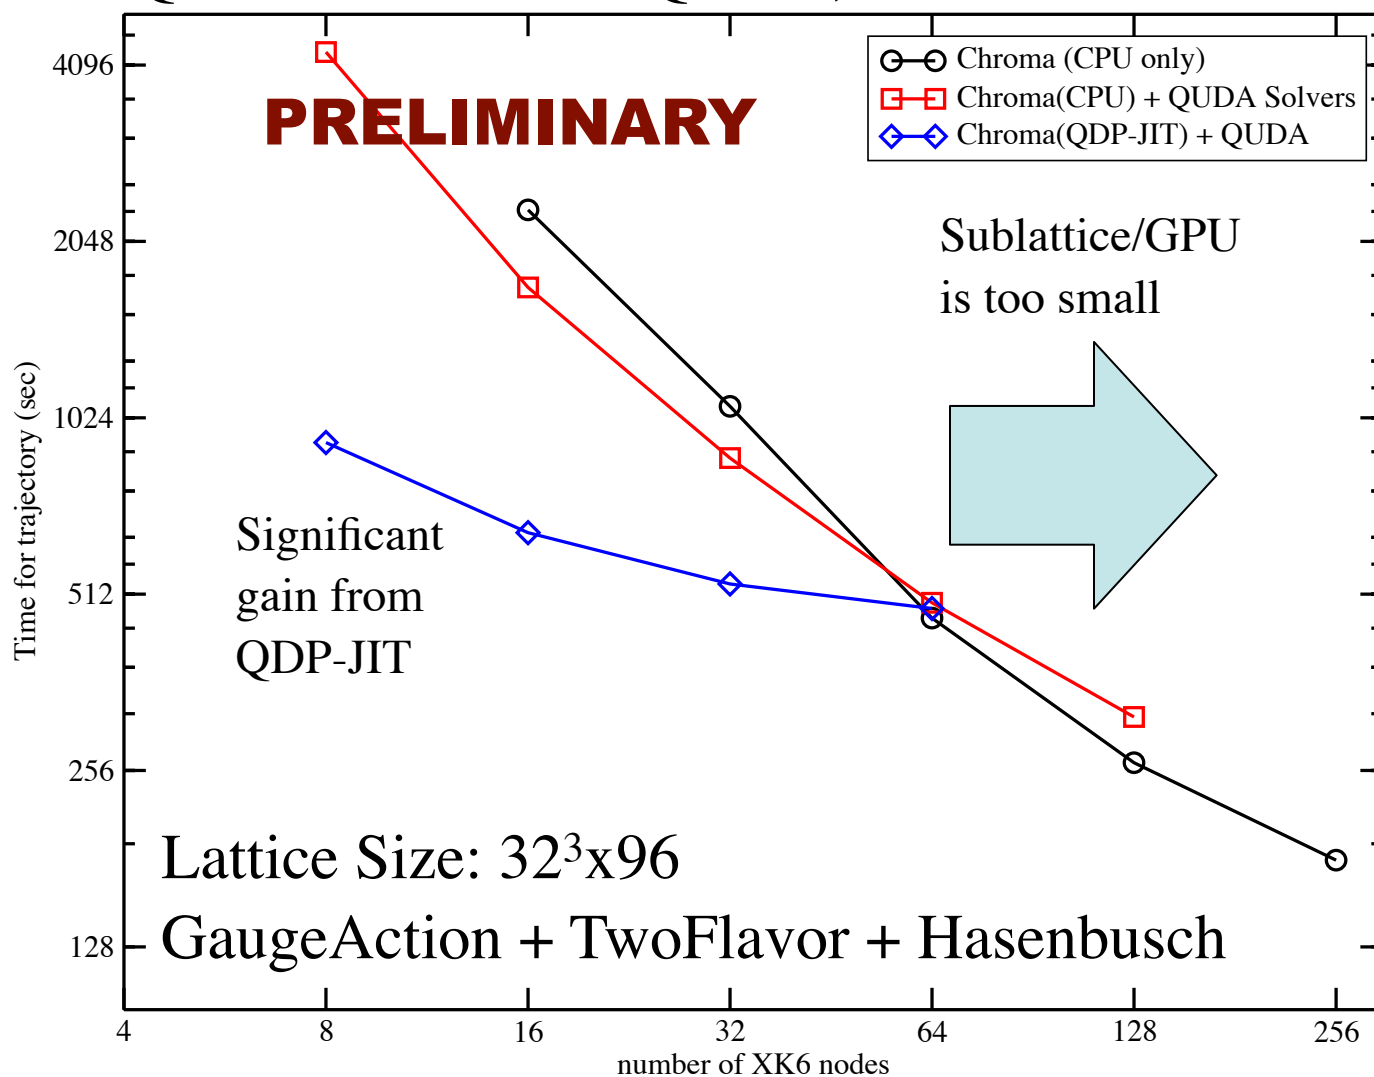 PRELIMINARY
Chroma (CPU only)
Chroma(CPU) + QUDA Solvers
Chroma(QDP-JIT) + QUDA
Sublattice/GPU
is too small
Significant
gain from
QDP-JIT
Lattice Size: 32³x96
GaugeAction + TwoFlavor + Hasenbusch
Time for trajectory (sec)
4096
2048
1024
512
256
128
4 8 16 32 64 128 256
number of XK6 nodes